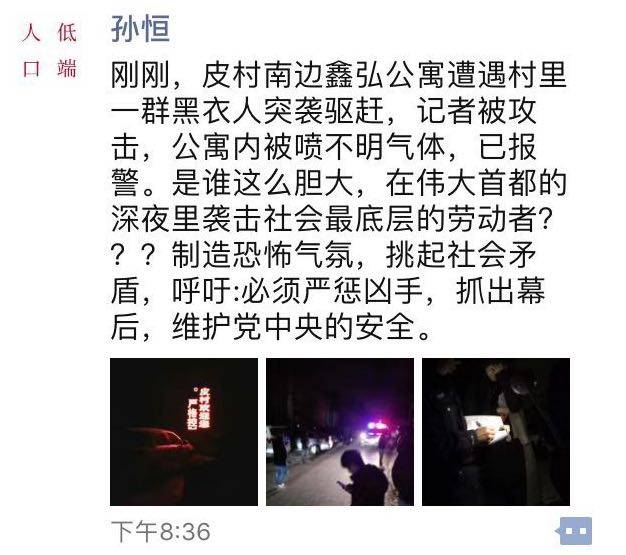 低端
人口
孙恒
刚刚，皮村南边鑫弘公寓遭遇村里
一群黑衣人突袭驱赶，记者被攻
击，公寓内被喷不明气体，已报
警。是谁这么胆大，在伟大首都的
深夜里袭击社会最底层的劳动者？
？？制造恐怖气氛，挑起社会矛
盾，呼吁:必须严惩凶手，抓出幕
后，维护党中央的安全。
皮村
严格
下午8:36